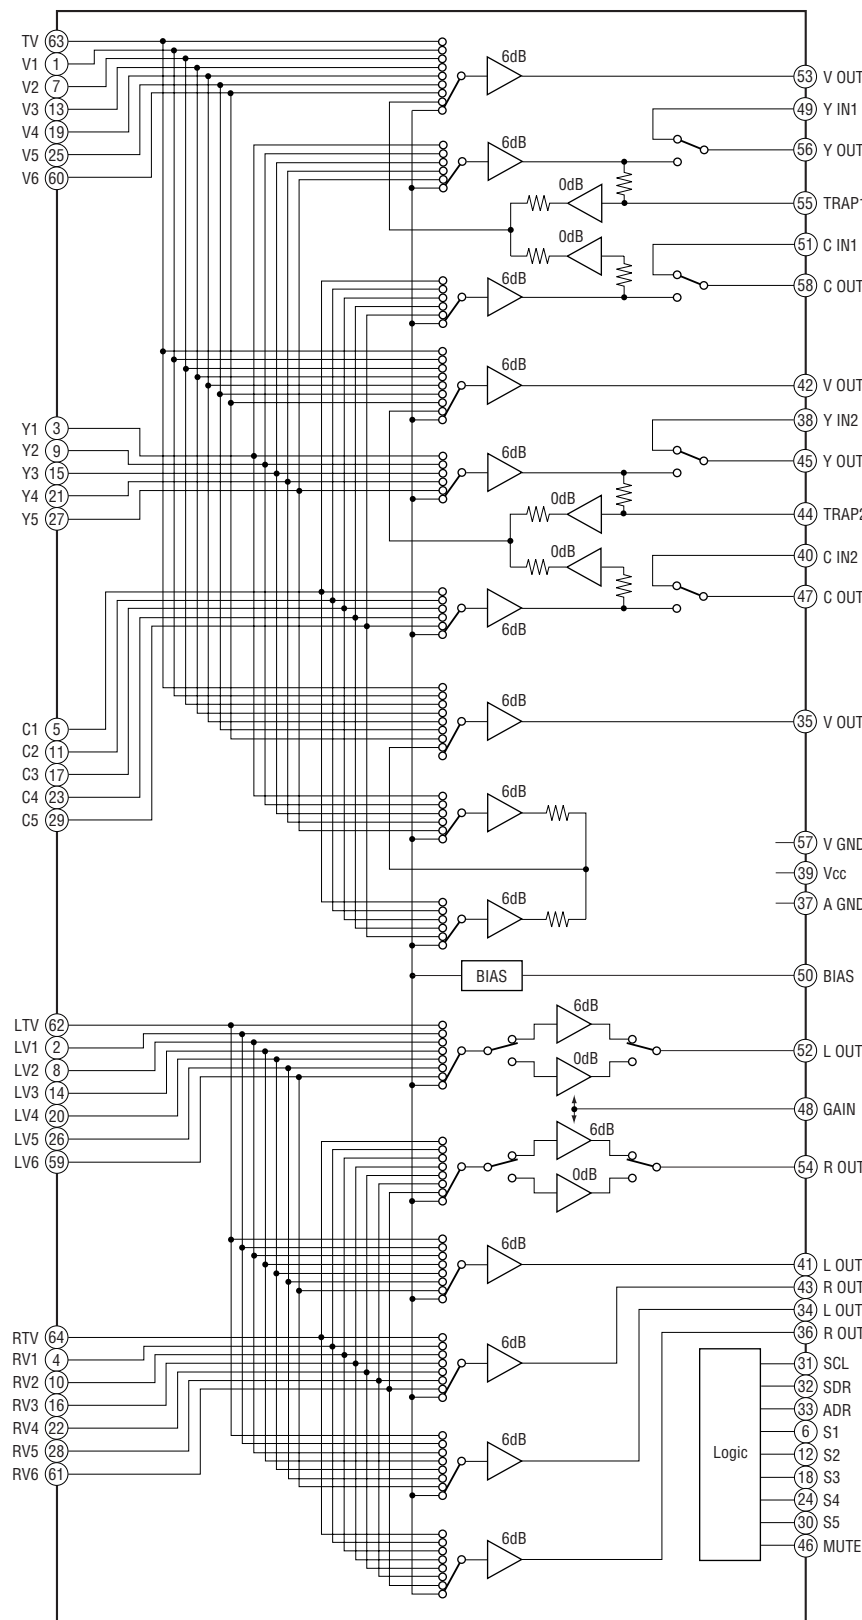 TV 63
V1 1
V2 7
V3 13
V4 19
V5 25
V6 60
6dB
53 V OUT
49 Y IN1
6dB
56 Y OUT
0dB
55 TRAP1
0dB
51 C IN1
6dB
58 C OUT
6dB
42 V OUT
38 Y IN2
Y1 3
Y2 9
Y3 15
Y4 21
Y5 27
6dB
45 Y OUT
0dB
44 TRAP2
0dB
40 C IN2
6dB
47 C OUT
6dB
35 V OUT
C1 5
C2 11
C3 17
C4 23
C5 29
6dB
57 V GND
39 Vcc
37 A GND
6dB
BIAS
50 BIAS
LTV 62
LV1 2
LV2 8
LV3 14
LV4 20
LV5 26
LV6 59
6dB
0dB
52 L OUT
48 GAIN
6dB
0dB
54 R OUT
6dB
41 L OUT
43 R OUT
34 L OUT
36 R OUT
RTV 64
RV1 4
RV2 10
RV3 16
RV4 22
RV5 28
RV6 61
6dB
6dB
6dB
Logic
31 SCL
32 SDR
33 ADR
6 S1
12 S2
18 S3
24 S4
30 S5
46 MUTE